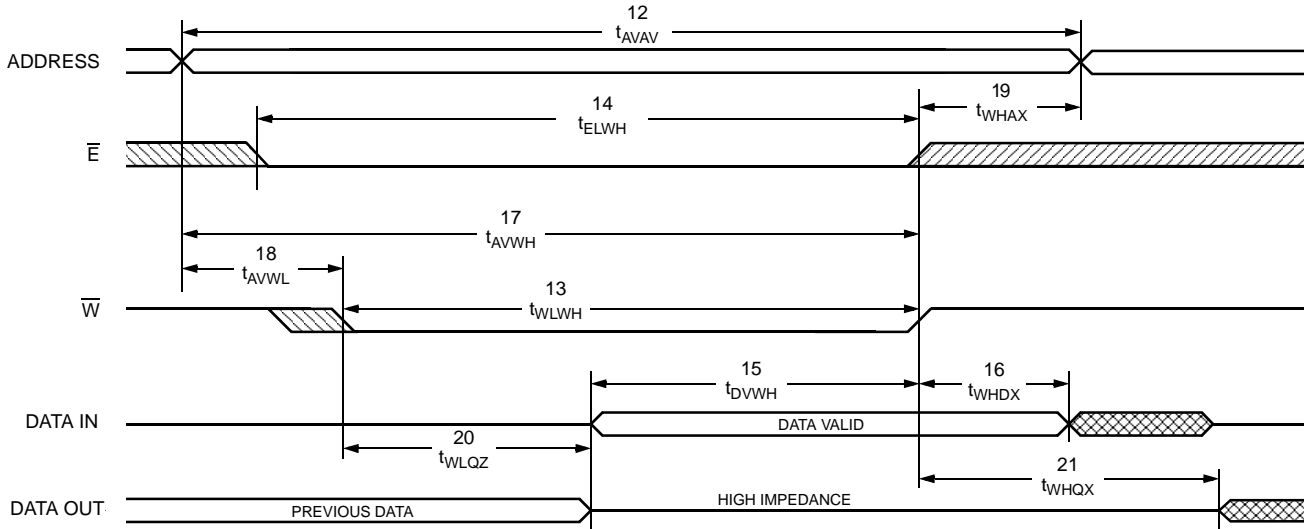 12
tAVAV
ADDRESS
19
tWHAX
14
tELWH
E
17
tAVWH
18
tAVWL
13
tWLWH
W
15
tDVWH
16
tWHDX
DATA IN
DATA VALID
20
tWLQZ
21
tWHQX
DATA OUT
PREVIOUS DATA
HIGH IMPEDANCE